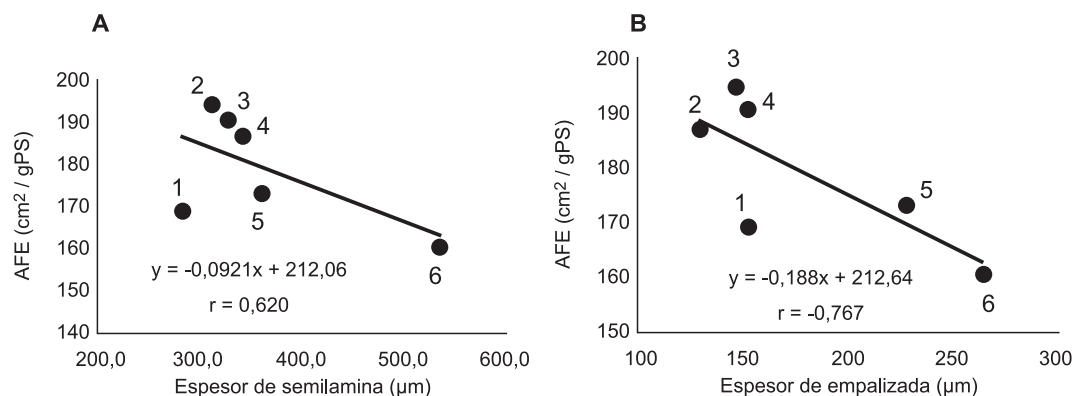 A
AFE (cm² / gPS)
200
190
180
170
160
150
140
1
2
3
4
5
6
y = -0,0921x + 212,06
r = 0,620
200,0 300,0 400,0 500,0 600,0
Espesor de semilamina (µm)
B
AFE (cm² / gPS)
200
190
180
170
160
150
3
2
4
1
5
6
y = -0,188x + 212,64
r = -0,767
100 150 200 250 300
Espesor de empalizada (µm)